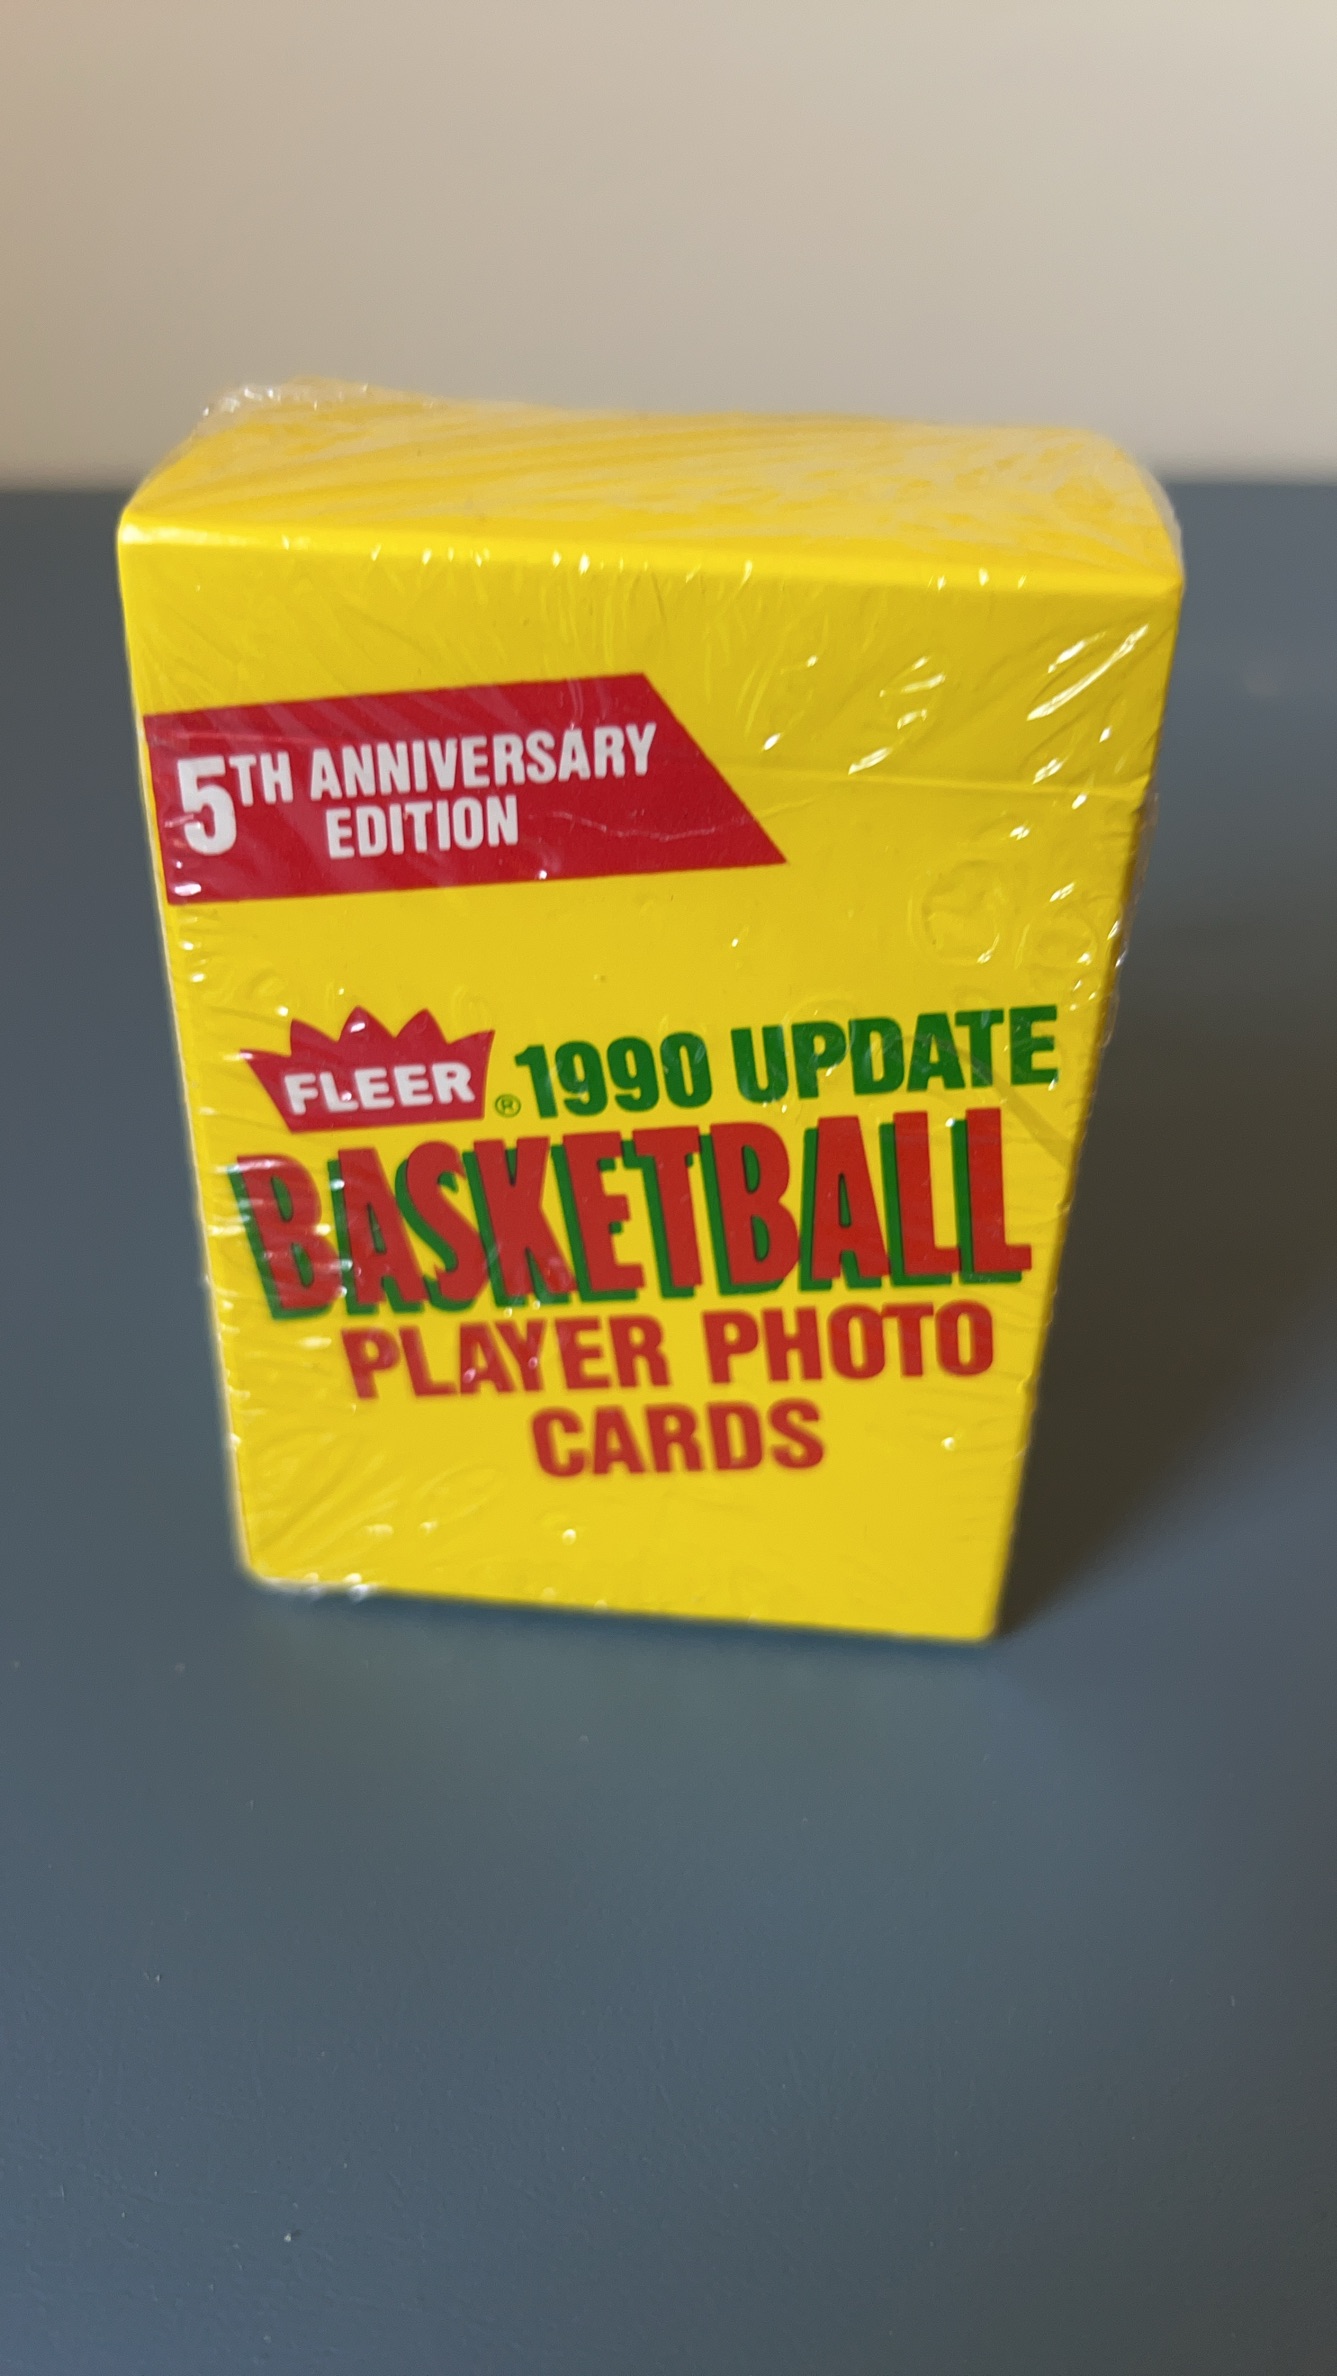 5TH ANNIVERSARY
EDITION
FLEER ® 1990 UPDATE
BASKETBALL
PLAYER PHOTO
CARDS